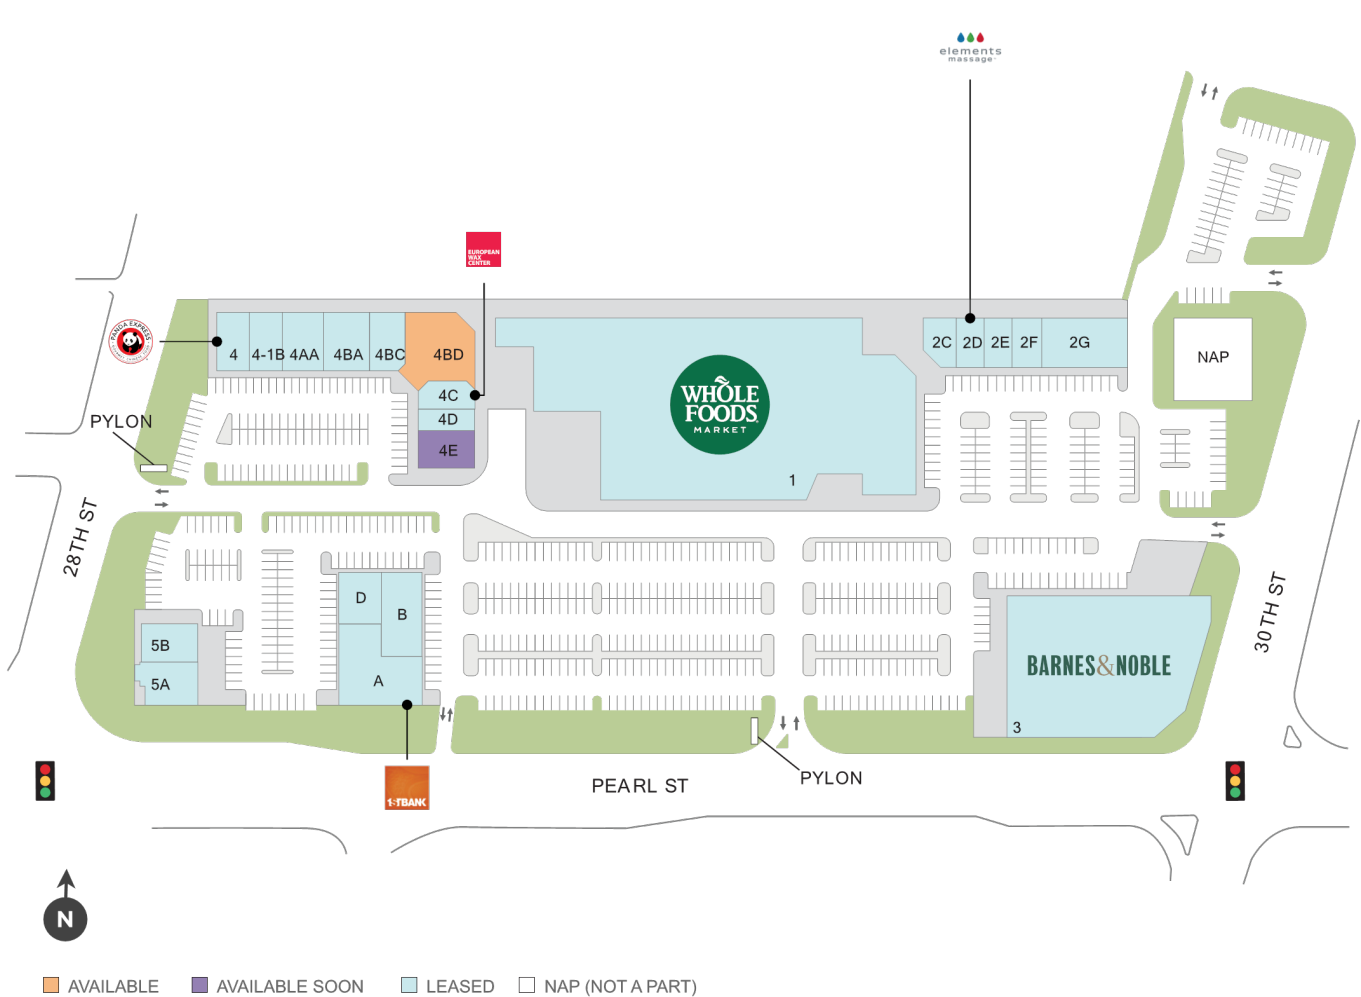 elements
massage
EUROPEAN
WAX
CENTER
PANDA EXPRESS
4
4-1B
4AA
4BA
4BC
4BD
4C
4D
4E
WHOLE
FOODS
MARKET
1
2C
2D
2E
2F
2G
NAP
PYLON
28TH ST
D
B
A
5B
5A
BARNES&NOBLE
3
30TH ST
1STBANK
PEARL ST
PYLON
N
AVAILABLE
AVAILABLE SOON
LEASED
NAP (NOT A PART)